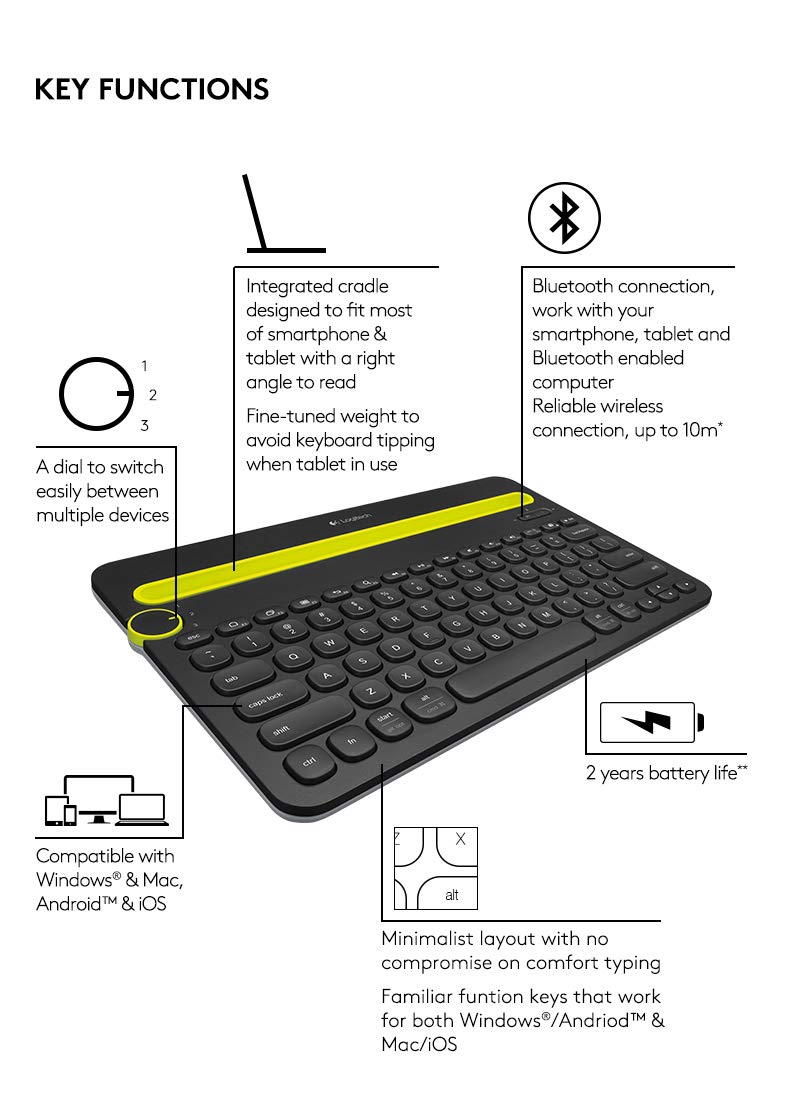 KEY FUNCTIONS
Integrated cradle
designed to fit most
of smartphone &
tablet with a right
angle to read
Fine-tuned weight to
avoid keyboard tipping
when tablet in use
Bluetooth connection,
work with your
smartphone, tablet and
Bluetooth enabled
computer
Reliable wireless
connection, up to 10m*
1
2
3
A dial to switch
easily between
multiple devices
Logitech
esc
Q W E R T Y U I O P
tab
A S D F G H J K L
caps lock
Z X C V B N M
shift
ctrl fn start alt
2 years battery life**
Compatible with
Windows® & Mac,
Android™ & iOS
Z X
alt
Minimalist layout with no
compromise on comfort typing
Familiar funtion keys that work
for both Windows®/Andriod™ &
Mac/iOS